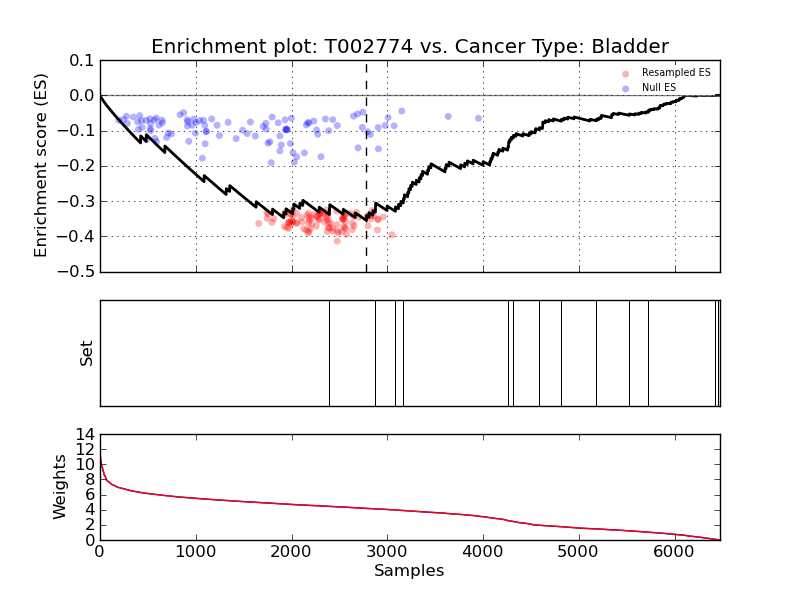 Enrichment plot: T002774 vs. Cancer Type: Bladder
Enrichment score (ES)
0.1
0.0
−0.1
−0.2
−0.3
−0.4
−0.5
Resampled ES
Null ES
Set
Weights
14
12
10
8
6
4
2
0
0 1000 2000 3000 4000 5000 6000
Samples